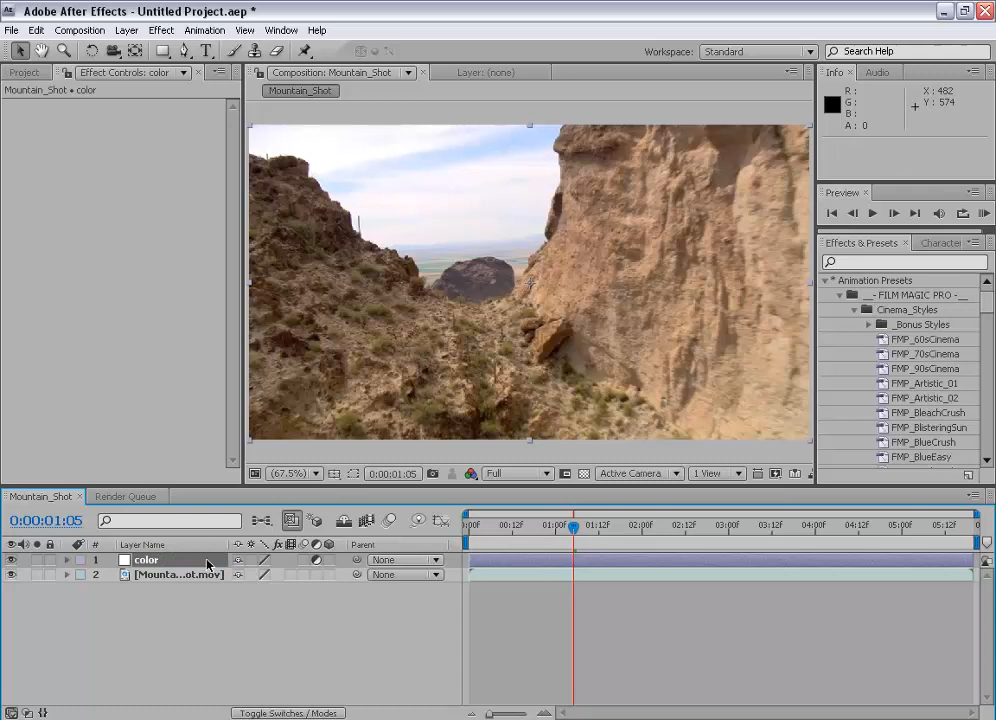 Adobe After Effects - Untitled Project.aep *
File Edit Composition Layer Effect Animation View Window Help
Workspace: Standard Search Help
Project Effect Controls: color Composition: Mountain_Shot Layer: (none) Info Audio
Mountain_Shot • color
Mountain_Shot
R :
G :
B :
A : 0
X : 482
Y : 574
Preview
Effects & Presets Character
* Animation Presets
__- FILM MAGIC PRO -__
Cinema_Styles
_Bonus Styles
FMP_60sCinema
FMP_70sCinema
FMP_90sCinema
FMP_Artistic_01
FMP_Artistic_02
FMP_BleachCrush
FMP_BlisteringSun
FMP_BlueCrush
FMP_BlueEasy
(67.5%) 0:00:01:05 Full Active Camera 1 View
Mountain_Shot Render Queue
0:00:01:05
:00f 00:12f 01:00f 01:12f 02:00f 02:12f 03:00f 03:12f 04:00f 04:12f 05:00f 05:12f
# Layer Name Parent
1 color None
2 [Mounta...ot.mov] None
Toggle Switches / Modes